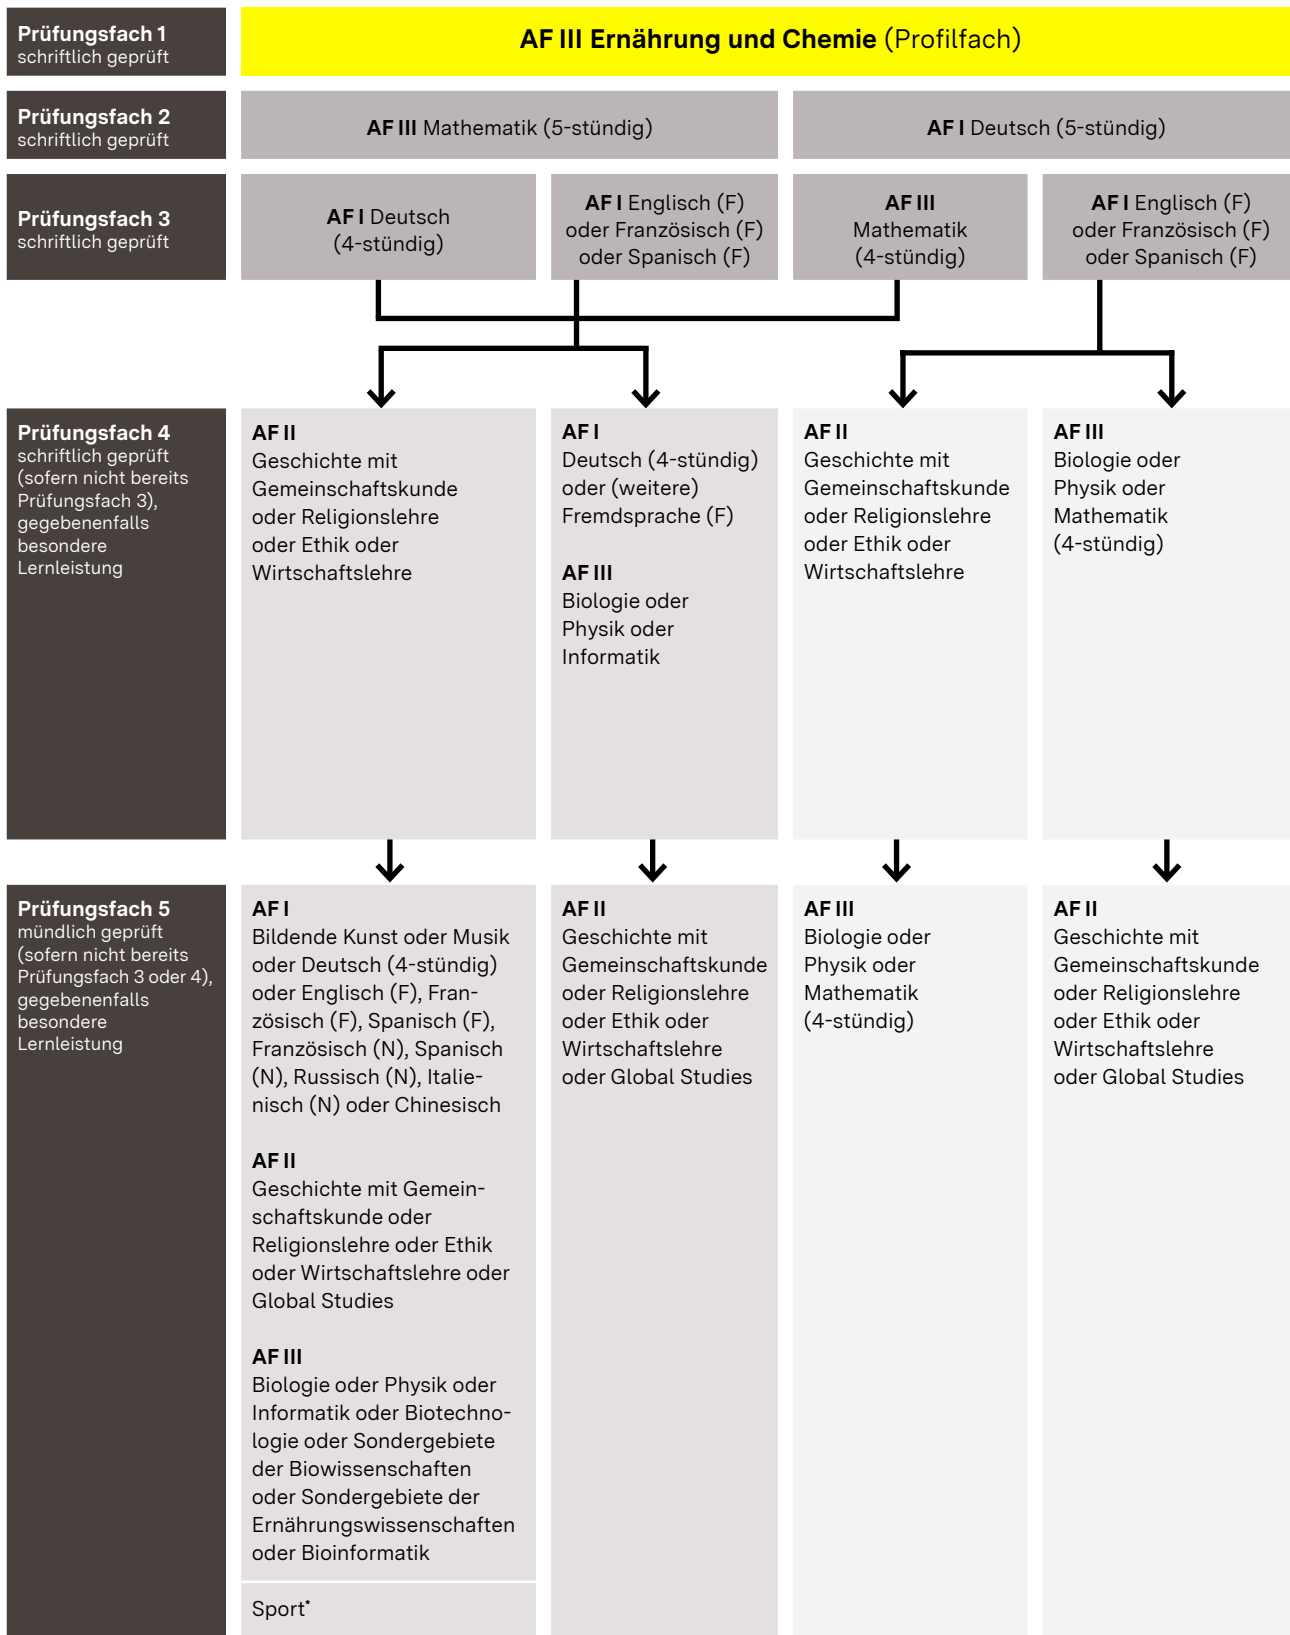 Prüfungsfach 1
schriftlich geprüft
AF III Ernährung und Chemie (Profilfach)
Prüfungsfach 2
schriftlich geprüft
AF III Mathematik (5-stündig)
AF I Deutsch (5-stündig)
Prüfungsfach 3
schriftlich geprüft
AF I Deutsch
(4-stündig)
AF I Englisch (F)
oder Französisch (F)
oder Spanisch (F)
AF III
Mathematik
(4-stündig)
AF I Englisch (F)
oder Französisch (F)
oder Spanisch (F)
Prüfungsfach 4
schriftlich geprüft
(sofern nicht bereits
Prüfungsfach 3),
gegebenenfalls
besondere
Lernleistung
AF II
Geschichte mit
Gemeinschaftskunde
oder Religionslehre
oder Ethik oder
Wirtschaftslehre
AF I
Deutsch (4-stündig)
oder (weitere)
Fremdsprache (F)
AF III
Biologie oder
Physik oder
Informatik
AF II
Geschichte mit
Gemeinschaftskunde
oder Religionslehre
oder Ethik oder
Wirtschaftslehre
AF III
Biologie oder
Physik oder
Mathematik
(4-stündig)
Prüfungsfach 5
mündlich geprüft
(sofern nicht bereits
Prüfungsfach 3 oder 4),
gegebenenfalls
besondere
Lernleistung
AF I
Bildende Kunst oder Musik
oder Deutsch (4-stündig)
oder Englisch (F), Fran-
zösisch (F), Spanisch (F),
Französisch (N), Spanisch
(N), Russisch (N), Italie-
nisch (N) oder Chinesisch
AF II
Geschichte mit Gemein-
schaftskunde oder
Religionslehre oder Ethik
oder Wirtschaftslehre oder
Global Studies
AF III
Biologie oder Physik oder
Informatik oder Biotechno-
logie oder Sondergebiete
der Biowissenschaften
oder Sondergebiete der
Ernährungswissenschaften
oder Bioinformatik
Sport*
AF II
Geschichte mit
Gemeinschaftskunde
oder Religionslehre
oder Ethik oder
Wirtschaftslehre
oder Global Studies
AF III
Biologie oder
Physik oder
Mathematik
(4-stündig)
AF II
Geschichte mit
Gemeinschaftskunde
oder Religionslehre
oder Ethik oder
Wirtschaftslehre
oder Global Studies